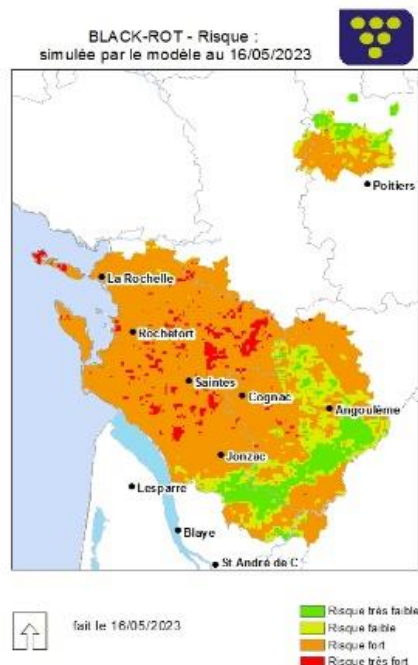 BLACK-ROT - Risque :
simulée par le modèle au 16/05/2023
Poitiers
La Rochelle
Rochefort
Saintes
Cognac
Angoulème
Jonzac
Lesparre
Blaye
St André de C
fait le 16/05/2023
Risque très faible
Risque faible
Risque fort
Risque très fort